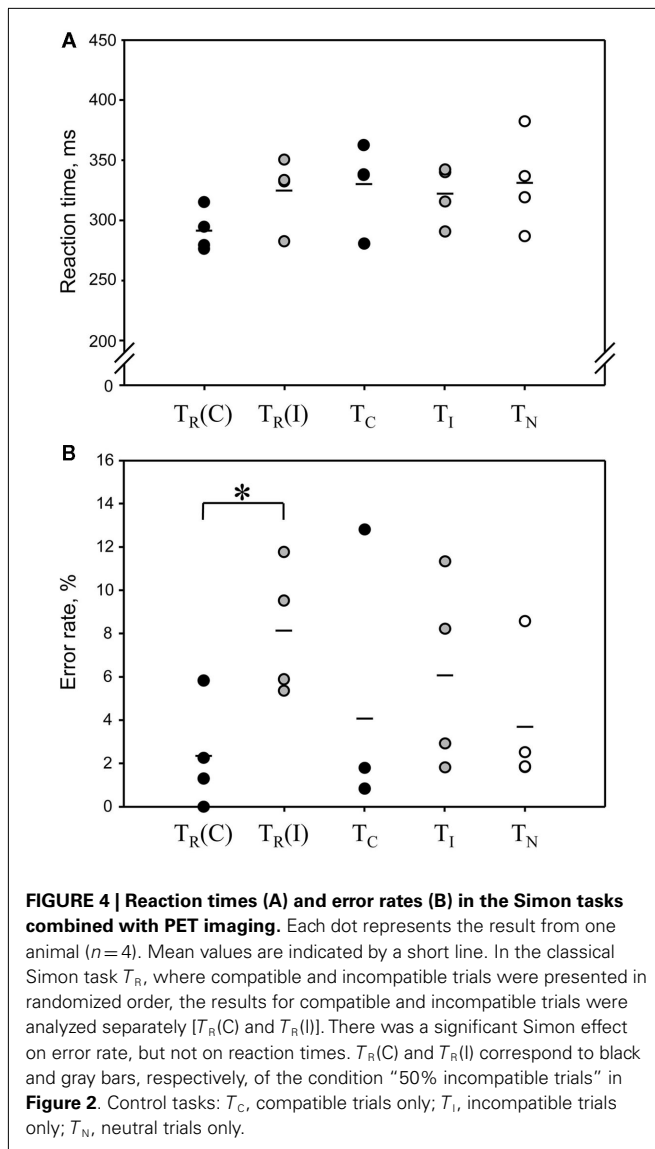 A
450
400
350
300
250
200
0
Reaction time, ms
T_R(C) T_R(I) T_C T_I T_N
B
16
14
12
10
8
6
4
2
0
Error rate, %
*
T_R(C) T_R(I) T_C T_I T_N
FIGURE 4 | Reaction times (A) and error rates (B) in the Simon tasks
combined with PET imaging. Each dot represents the result from one
animal (n = 4). Mean values are indicated by a short line. In the classical
Simon task T_R, where compatible and incompatible trials were presented in
randomized order, the results for compatible and incompatible trials were
analyzed separately [T_R(C) and T_R(I)]. There was a significant Simon effect
on error rate, but not on reaction times. T_R(C) and T_R(I) correspond to black
and gray bars, respectively, of the condition “50% incompatible trials” in
Figure 2. Control tasks: T_C, compatible trials only; T_I, incompatible trials
only; T_N, neutral trials only.